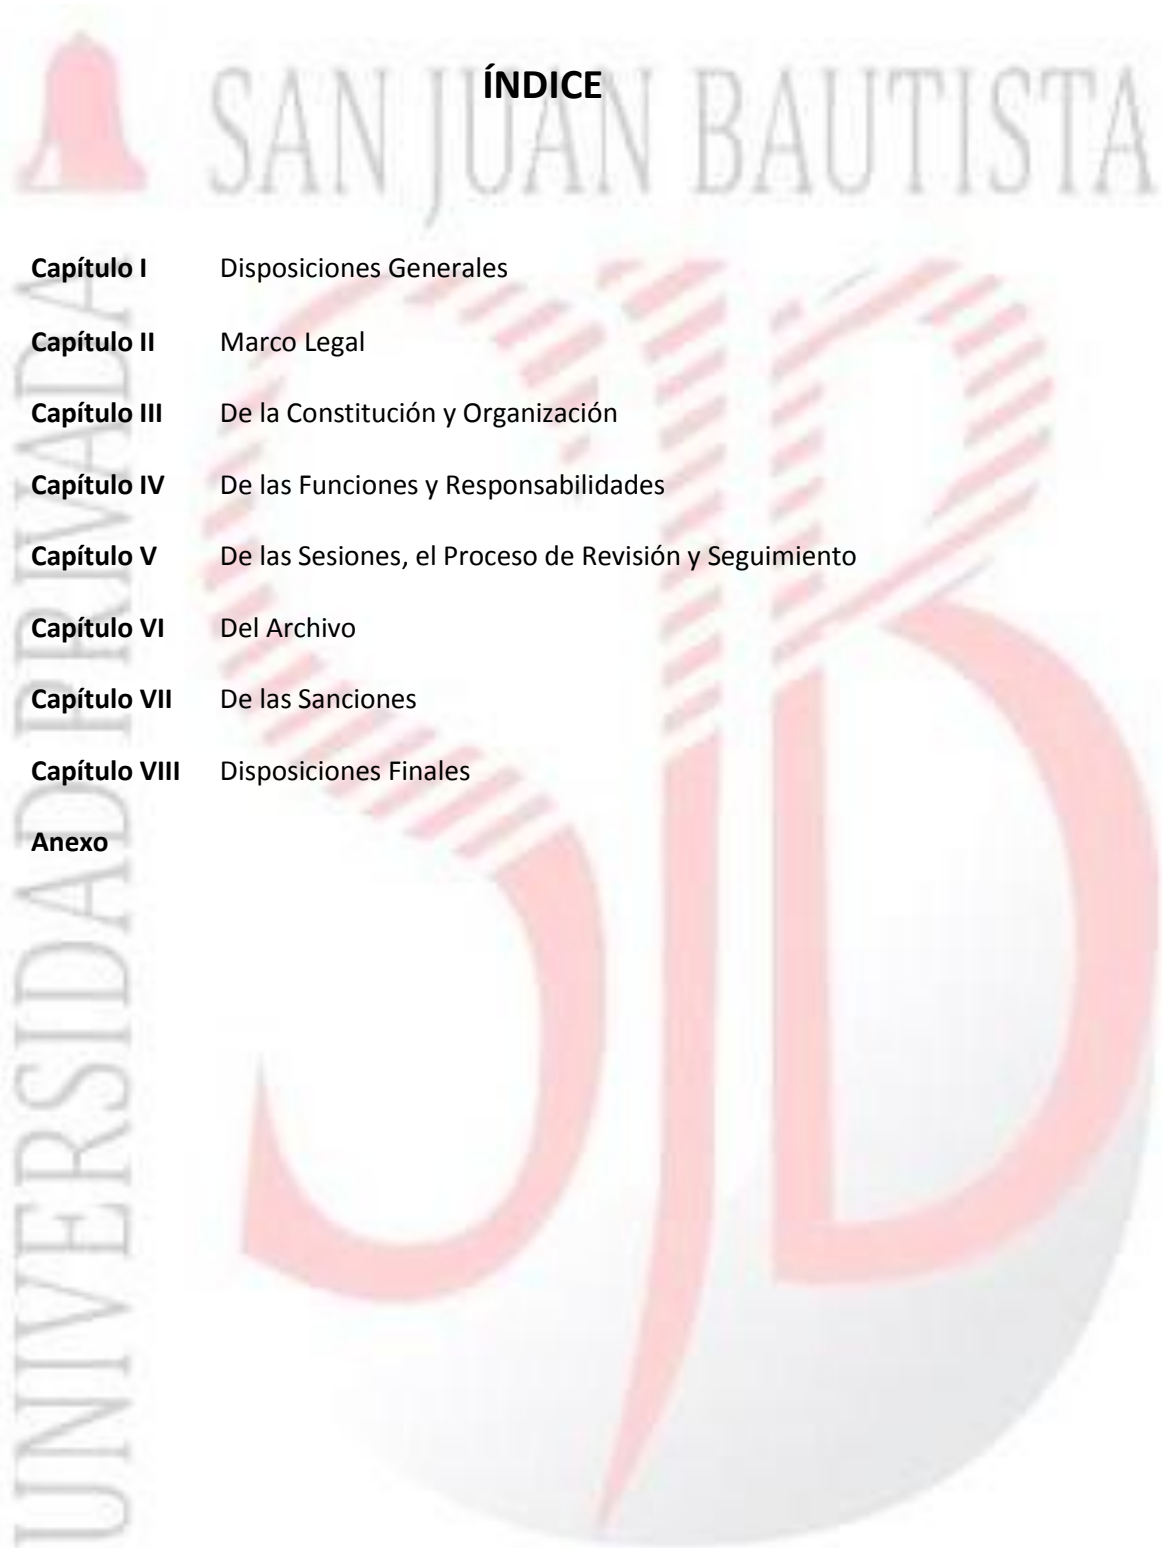 ÍNDICE
SAN JUAN BAUTISTA
UNIVERSIDAD PRIVADA
SJB
Capítulo I Disposiciones Generales
Capítulo II Marco Legal
Capítulo III De la Constitución y Organización
Capítulo IV De las Funciones y Responsabilidades
Capítulo V De las Sesiones, el Proceso de Revisión y Seguimiento
Capítulo VI Del Archivo
Capítulo VII De las Sanciones
Capítulo VIII Disposiciones Finales
Anexo